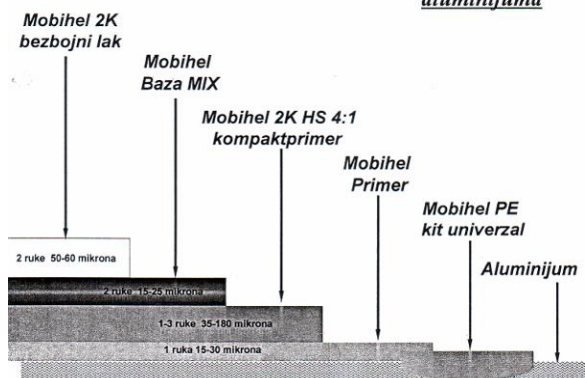 aluminijuma
Mobihel 2K
bezbojni lak
Mobihel
Baza MIX
Mobihel 2K HS 4:1
kompaktprimer
Mobihel
Primer
Mobihel PE
kit univerzal
Aluminijum
2 ruke 50-60 mikrona
2 ruke 15-25 mikrona
1-3 ruke 35-180 mikrona
1 ruka 15-30 mikrona